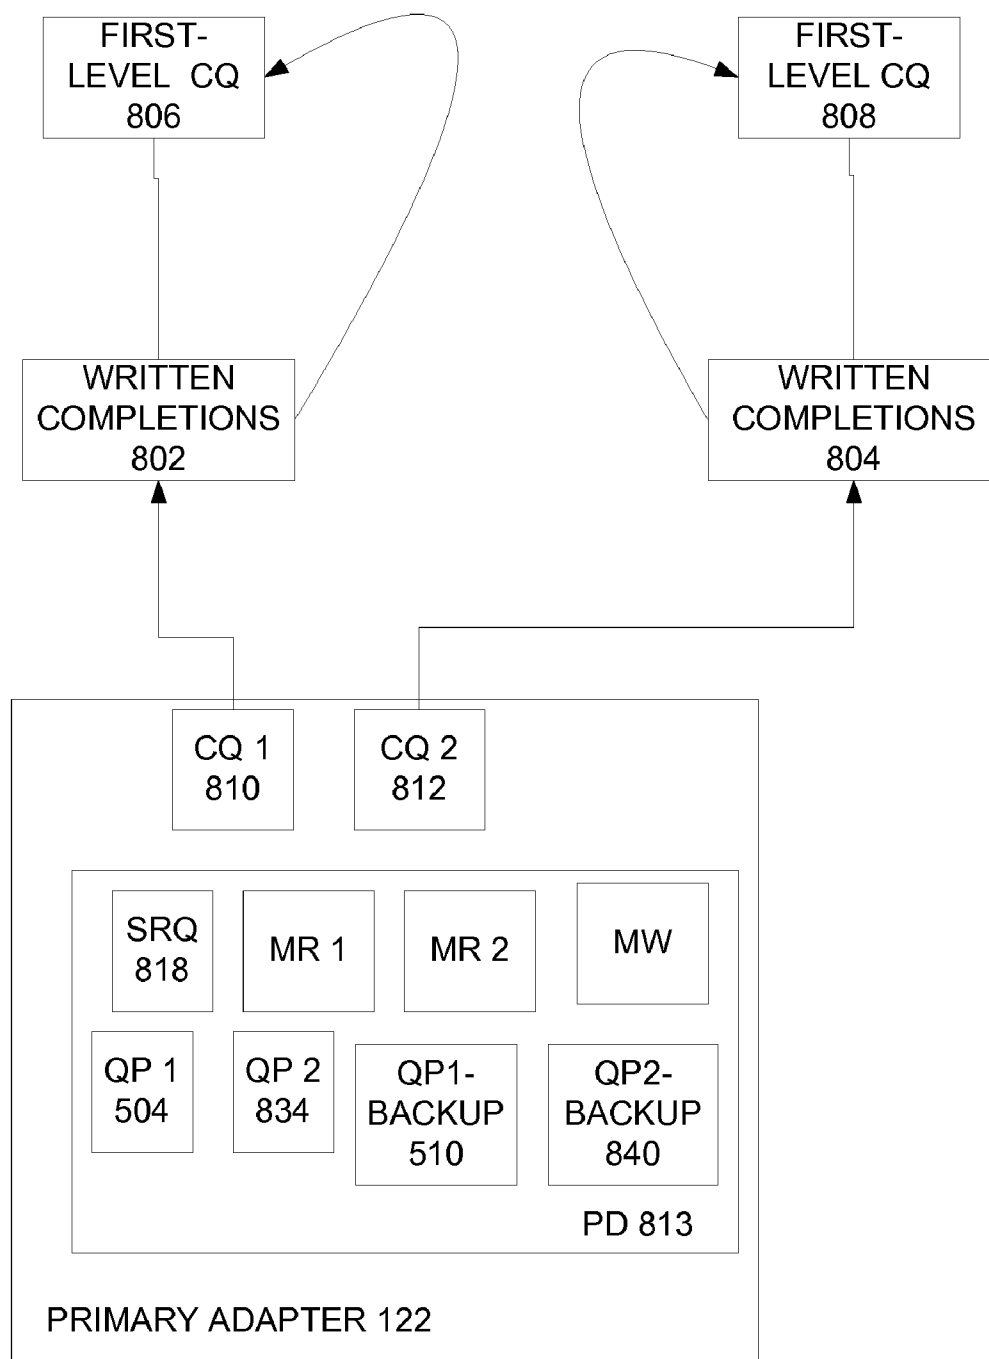 FIRST-
LEVEL CQ
806
FIRST-
LEVEL CQ
808
WRITTEN
COMPLETIONS
802
WRITTEN
COMPLETIONS
804
CQ 1
810
CQ 2
812
SRQ
818
MR 1
MR 2
MW
QP 1
504
QP 2
834
QP1-
BACKUP
510
QP2-
BACKUP
840
PD 813
PRIMARY ADAPTER 122